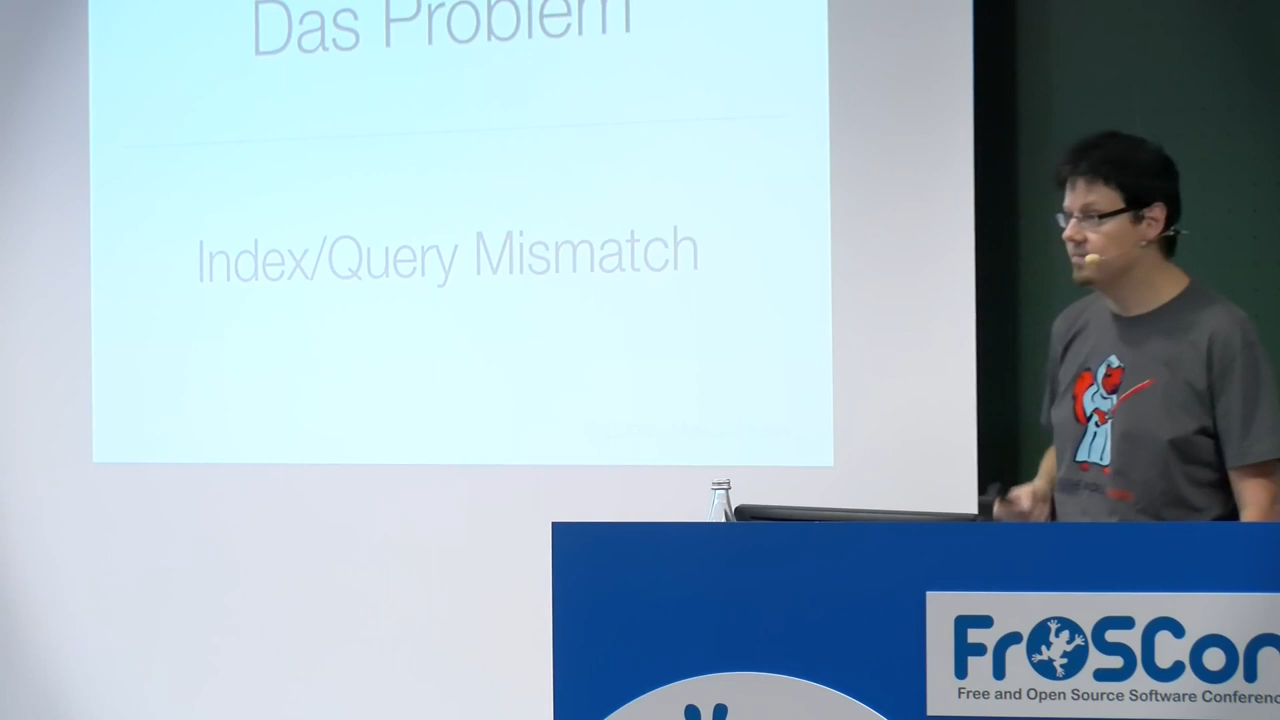 Das Problem
Index/Query Mismatch
FrOSCon
Free and Open Source Software Conferenc